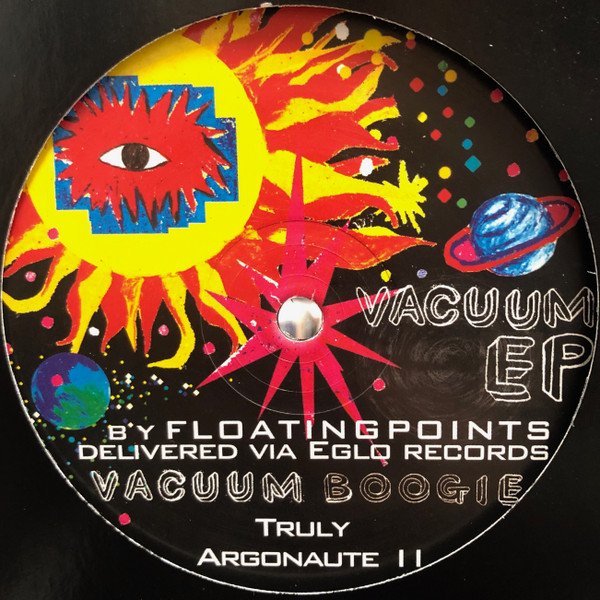 VACUUM
EP
BY FLOATINGPOINTS
DELIVERED VIA EGLO RECORDS
VACUUM BOOGIE
TRULY
ARGONAUTE II